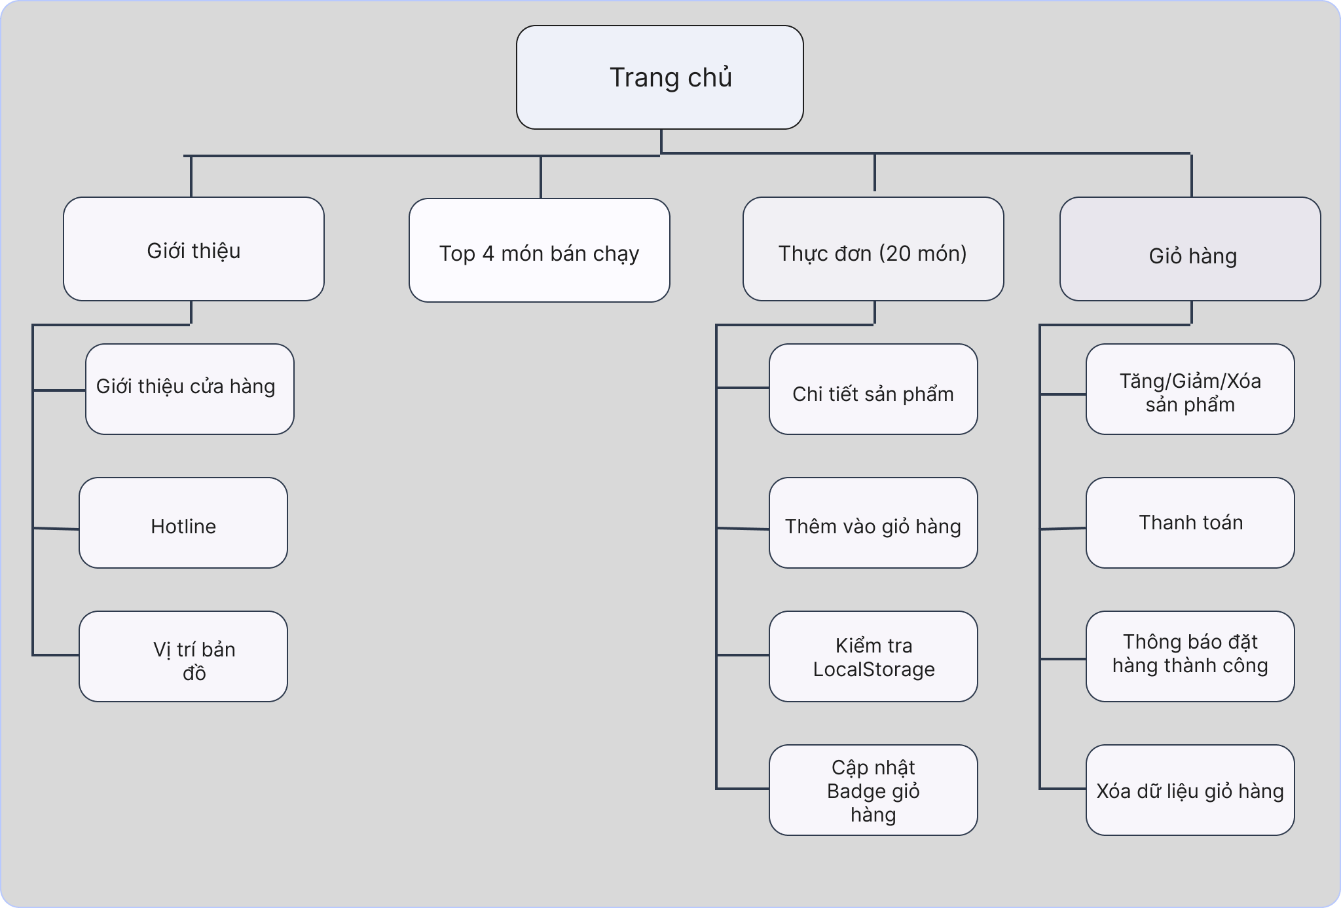 Trang chủ
Giới thiệu
Top 4 món bán chạy
Thực đơn (20 món)
Giỏ hàng
Giới thiệu cửa hàng
Hotline
Vị trí bản
đồ
Chi tiết sản phẩm
Thêm vào giỏ hàng
Kiểm tra
LocalStorage
Cập nhật
Badge giỏ
hàng
Tăng/Giảm/Xóa
sản phẩm
Thanh toán
Thông báo đặt
hàng thành công
Xóa dữ liệu giỏ hàng